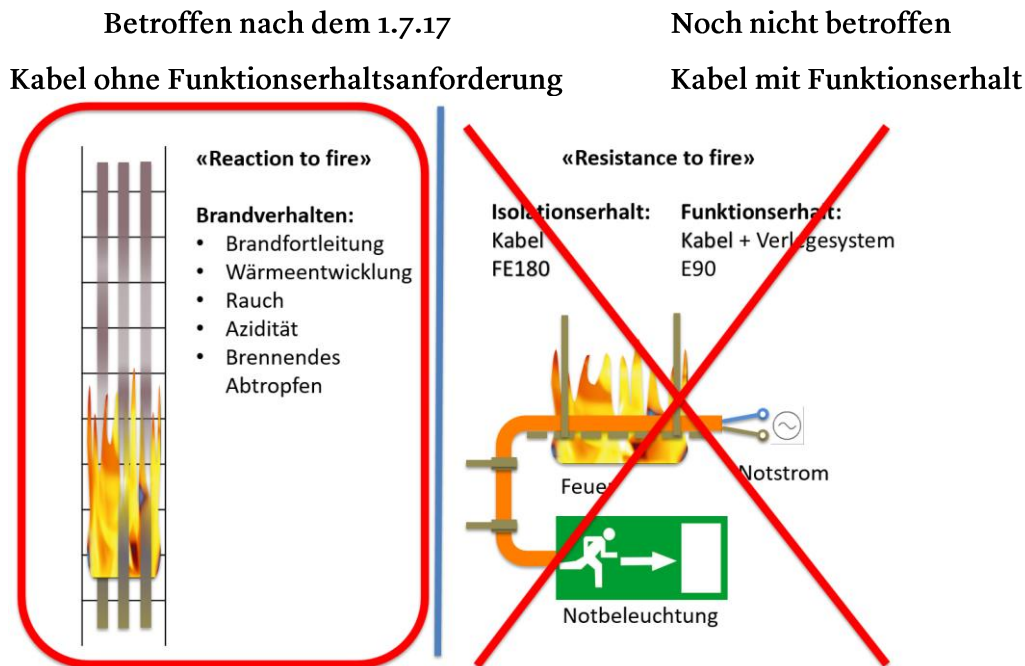 Betroffen nach dem 1.7.17
Kabel ohne Funktionserhaltsanforderung
«Reaction to fire»
Brandverhalten:
• Brandfortleitung
• Wärmeentwicklung
• Rauch
• Azidität
• Brennendes
Abtropfen
Noch nicht betroffen
Kabel mit Funktionserhalt
«Resistance to fire»
Isolationserhalt:
Kabel
FE180
Funktionserhalt:
Kabel + Verlegesystem
E90
Feuer
Notstrom
Notbeleuchtung